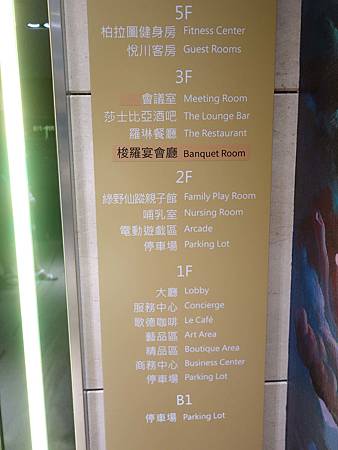 5F
柏拉圖健身房 Fitness Center
悅川客房 Guest Rooms
3F
會議室 Meeting Room
莎士比亞酒吧 The Lounge Bar
羅琳餐廳 The Restaurant
梭羅宴會廳 Banquet Room
2F
綠野仙蹤親子館 Family Play Room
哺乳室 Nursing Room
電動遊戲區 Arcade
停車場 Parking Lot
1F
大廳 Lobby
服務中心 Concierge
歌德咖啡 Le Café
藝品區 Art Area
精品區 Boutique Area
商務中心 Business Center
停車場 Parking Lot
B1
停車場 Parking Lot